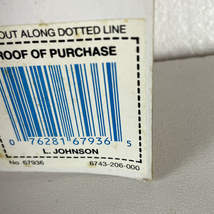 OUT ALONG DOTTED LINE
ROOF OF PURCHASE
0 76281 67936 5
L. JOHNSON
No 67936 6743-206-000